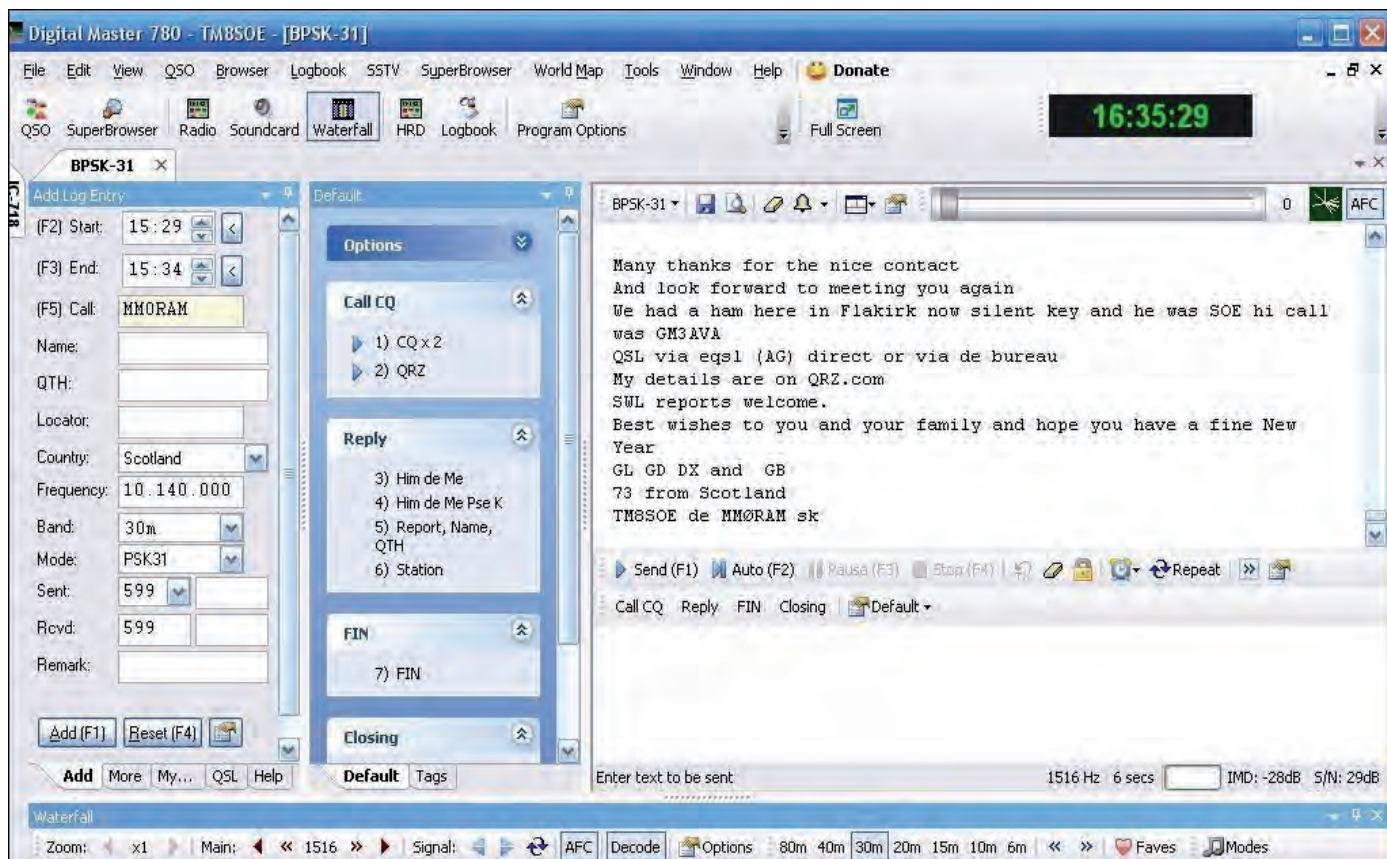 Digital Master 780 - TM8SOE - [BPSK-31]
File Edit View QSO Browser Logbook SSTV SuperBrowser World Map Tools Window Help Donate
QSO SuperBrowser Radio Soundcard Waterfall HRD Logbook Program Options Full Screen 16:35:29
BPSK-31
IC-718
Add Log Entry
(F2) Start: 15:29 <
(F3) End: 15:34 <
(F5) Call: MM0RAM
Name:
QTH:
Locator:
Country: Scotland
Frequency: 10.140.000
Band: 30m
Mode: PSK31
Sent: 599
Rcvd: 599
Remark:
Add (F1) Reset (F4)
Add More My... QSL Help
Default
Options
Call CQ
1) CQ x 2
2) QRZ
Reply
3) Him de Me
4) Him de Me Pse K
5) Report, Name,
QTH
6) Station
FIN
7) FIN
Closing
Default Tags
BPSK-31 0 AFC
Many thanks for the nice contact
And look forward to meeting you again
We had a ham here in Flakirk now silent key and he was SOE hi call
was GM3AVA
QSL via eqsl (AG) direct or via de bureau
My details are on QRZ.com
SWL reports welcome.
Best wishes to you and your family and hope you have a fine New
Year
GL GD DX and GB
73 from Scotland
TM8SOE de MMØRAM sk
Send (F1) Auto (F2) Pausa (F3) Stop (F4) Repeat
Call CQ Reply FIN Closing Default
Enter text to be sent 1516 Hz 6 secs IMD: -28dB S/N: 29dB
Waterfall
Zoom: x1 Main: 1516 Signal: AFC Decode Options 80m 40m 30m 20m 15m 10m 6m Faves Modes